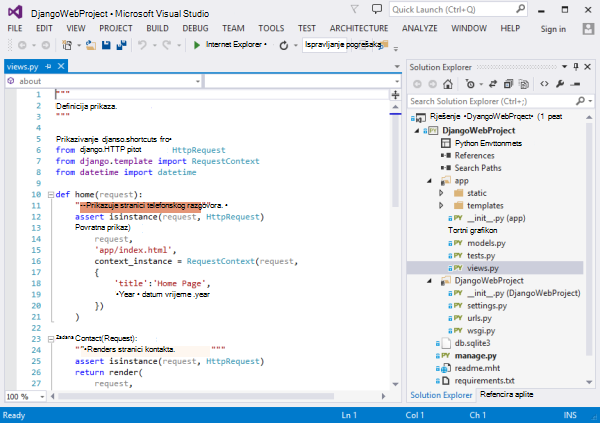 DjangoWebProject • Microsoft Visual Studio
Quick Launch (Ctrl+Q)
FILE EDIT VIEW PROJECT BUILD DEBUG TEAM TOOLS TEST ARCHITECTURE ANALYZE WINDOW HELP Sign in
Internet Explorer • Ispravljanje pogrešaka
views.py
about
1 """
2 Definicija prikaza.
3 """
4
5 Prikazivanje djanso.shortcuts fro•
6 from django.HTTP pitot HttpRequest
7 from django.template import RequestContext
8 from datetime import datetime
9
10 def home(request):
11 "--Prikazuje stranici telefonskog razgovora. •
12 assert isinstance(request, HttpRequest)
13 Povratna prikaz)
14 request,
15 'app/index.html',
16 context_instance = RequestContext(request,
17 {
18 'title':'Home Page',
19 •Year • datum vrijeme .year
20 })
21 )
22
23 Zadana Contact(Request):
24 ""•Renders stranici kontakta. """
25 assert isinstance(request, HttpRequest)
26 return render(
27 request,
100 %
Solution Explorer
Search Solution Explorer (Ctrl+;)
Rješenje •DyangoWebProect• (1 peat
DjangoWebProject
Python Envttonmets
References
Search Paths
app
static
templates
__init__.py (app)
Tortni grafikon
models.py
tests.py
views.py
DjangoWebProject
__init__.py (DjangoWebProject)
settings.py
urls.py
wsgi.py
db.sqlite3
manage.py
readme.mht
requirements.txt
Solution Explorer Refencira aplite
Ready Ln 1 Col 1 Ch 1 INS